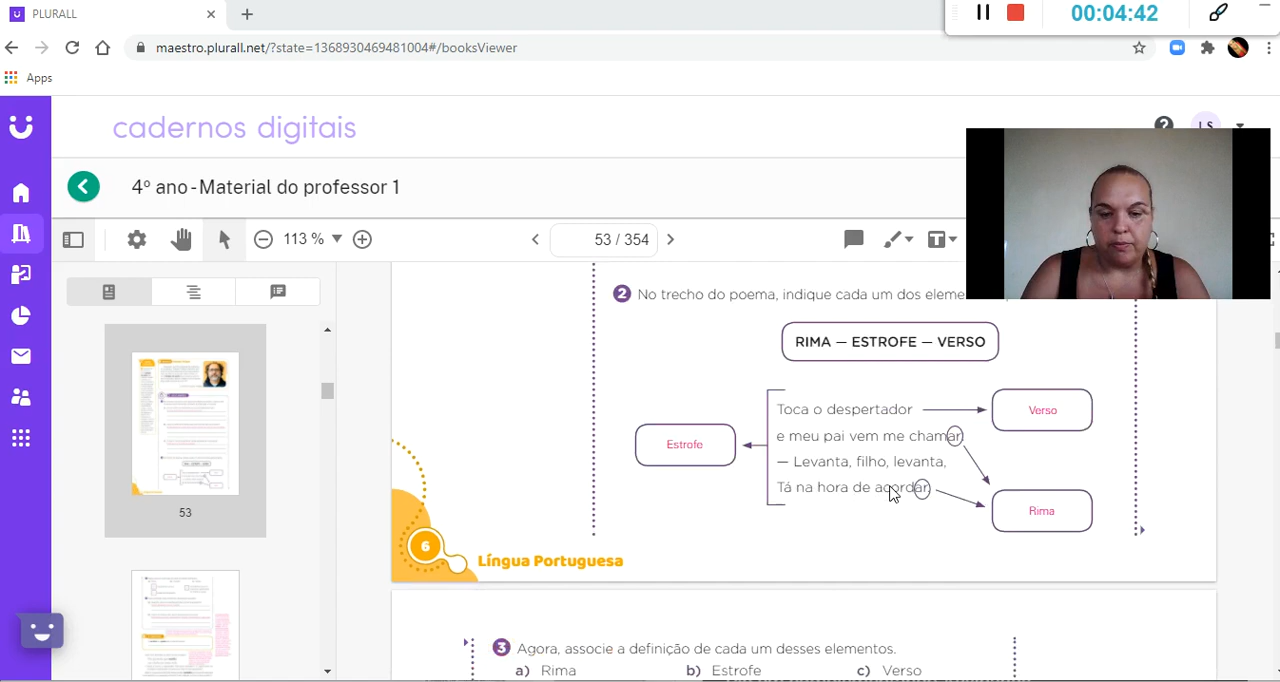 PLURALL
00:04:42
maestro.plurall.net/?state=1368930469481004#/booksViewer
Apps
cadernos digitais
LS
4º ano - Material do professor 1
113 %
53 / 354
2 No trecho do poema, indique cada um dos
RIMA — ESTROFE — VERSO
Toca o despertador
Verso
e meu pai vem me chamar.
Estrofe
— Levanta, filho, levanta,
Tá na hora de acordar.
Rima
53
6
Língua Portuguesa
3 Agora, associe a definição de cada um desses elementos.
a) Rima b) Estrofe c) Verso